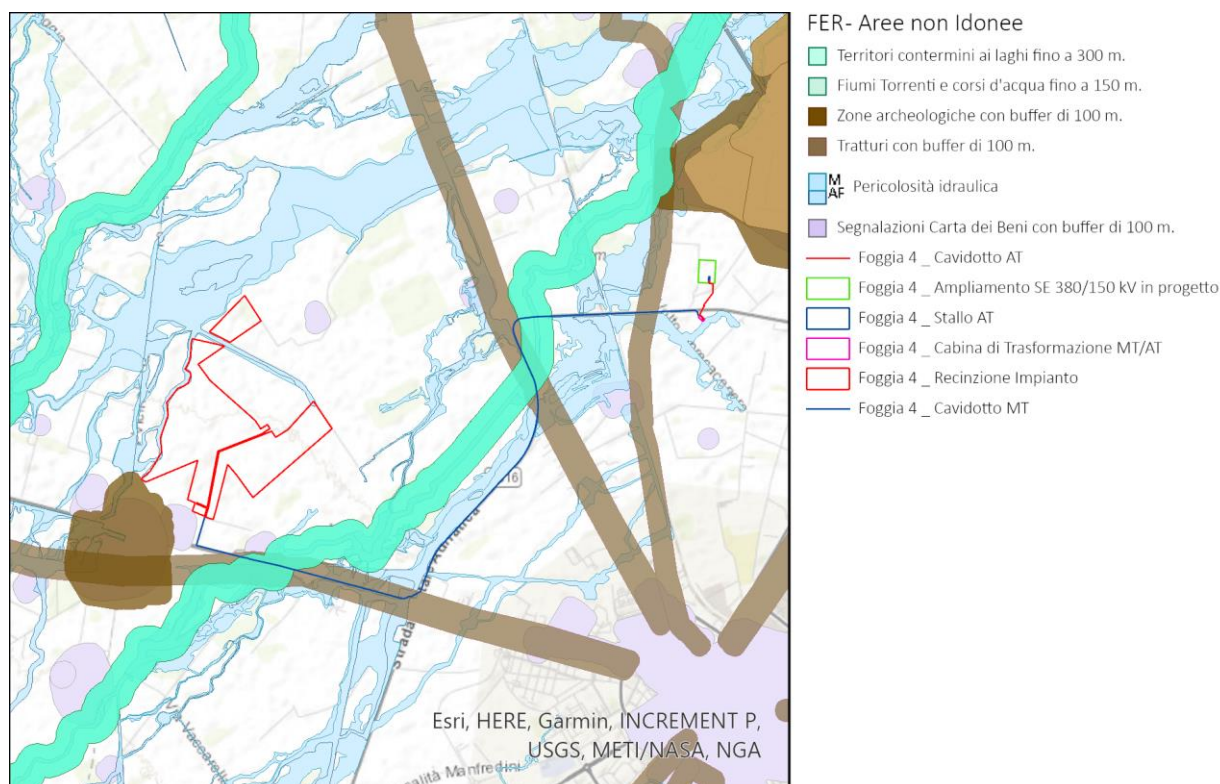 FER- Aree non Idonee
Territori contermini ai laghi fino a 300 m.
Fiumi Torrenti e corsi d'acqua fino a 150 m.
Zone archeologiche con buffer di 100 m.
Tratturi con buffer di 100 m.
M
AF
Pericolosità idraulica
Segnalazioni Carta dei Beni con buffer di 100 m.
Foggia 4 _ Cavidotto AT
Foggia 4 _ Ampliamento SE 380/150 kV in progetto
Foggia 4 _ Stallo AT
Foggia 4 _ Cabina di Trasformazione MT/AT
Foggia 4 _ Recinzione Impianto
Foggia 4 _ Cavidotto MT
16
Strada
Esri, HERE, Garmin, INCREMENT P,
USGS, METI/NASA, NGA
Manfredini